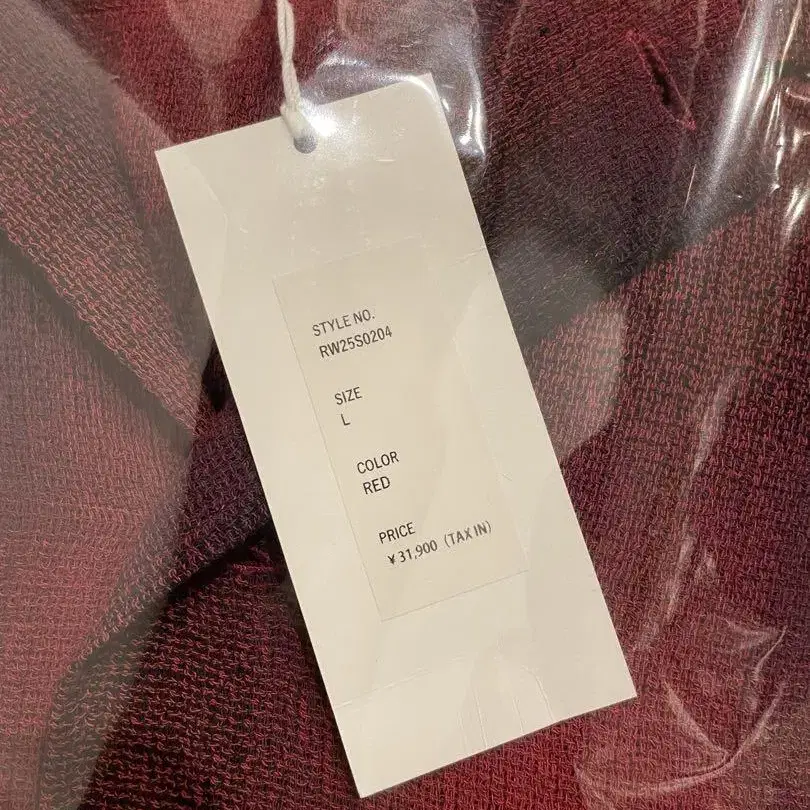 STYLE NO.
RW25S0204
SIZE
L
COLOR
RED
PRICE
¥31,900 (TAX IN)